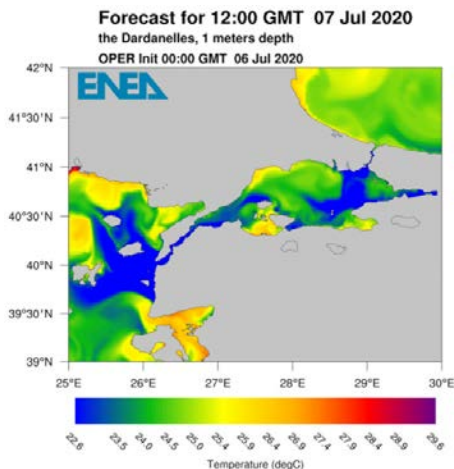 Forecast for 12:00 GMT 07 Jul 2020
the Dardanelles, 1 meters depth
OPER Init 00:00 GMT 06 Jul 2020
ENEA
42°N
41°30'N
41°N
40°30'N
40°N
39°30'N
39°N
25°E 26°E 27°E 28°E 29°E 30°E
22.6 23.5 24.0 24.5 25.0 25.5 26.0 26.4 26.9 27.4 27.9 28.4 28.9 29.6
Temperature (degC)